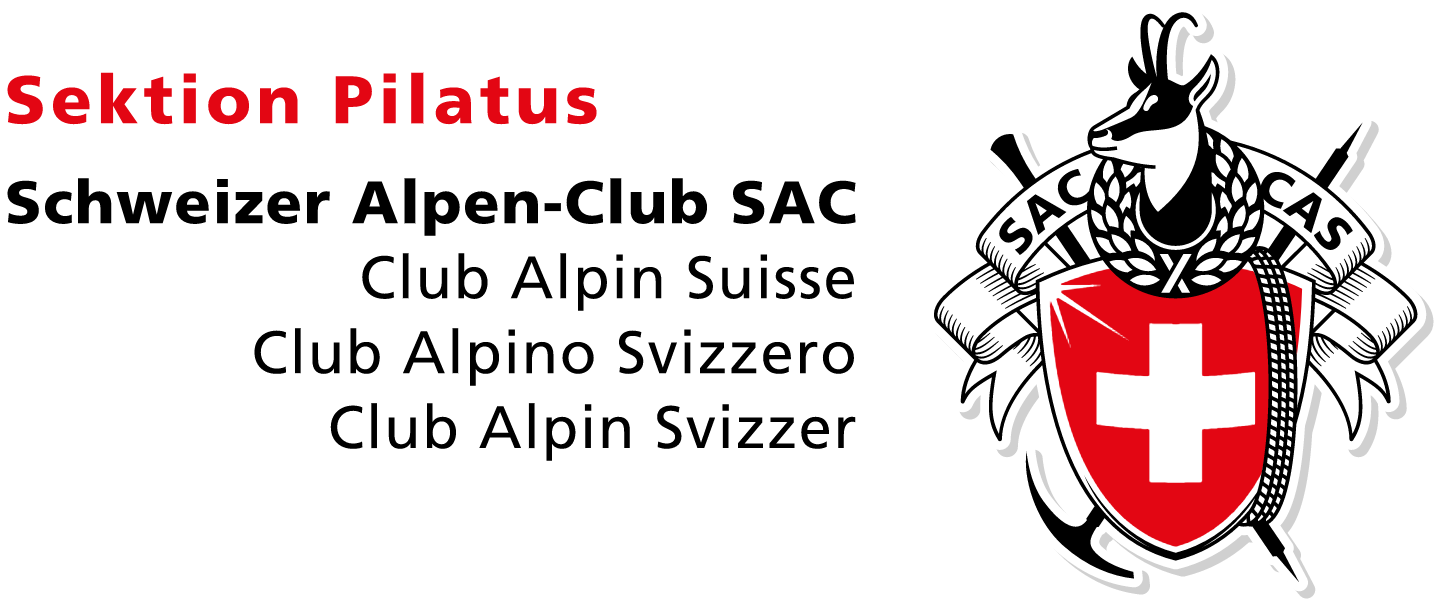 Sektion Pilatus
Schweizer Alpen-Club SAC
Club Alpin Suisse
Club Alpino Svizzero
Club Alpin Svizzer
SAC CAS